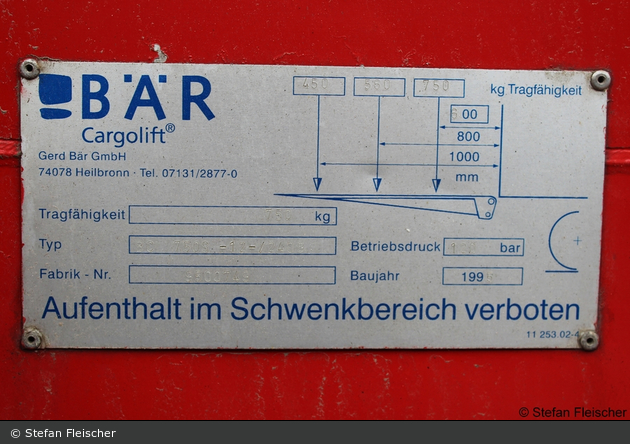 BÄR
Cargolift®
Gerd Bär GmbH
74078 Heilbronn · Tel. 07131/2877-0
450 560 750 kg Tragfähigkeit
600
800
1000
mm
Tragfähigkeit kg
Typ
Betriebsdruck bar
Fabrik - Nr.
Baujahr 199
Aufenthalt im Schwenkbereich verboten
11 253 02-4
© Stefan Fleischer
© Stefan Fleischer